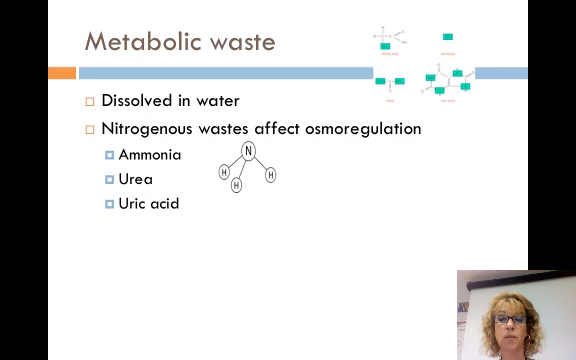 Metabolic waste
Dissolved in water
Nitrogenous wastes affect osmoregulation
Ammonia
Urea
Uric acid
N
H
H
H